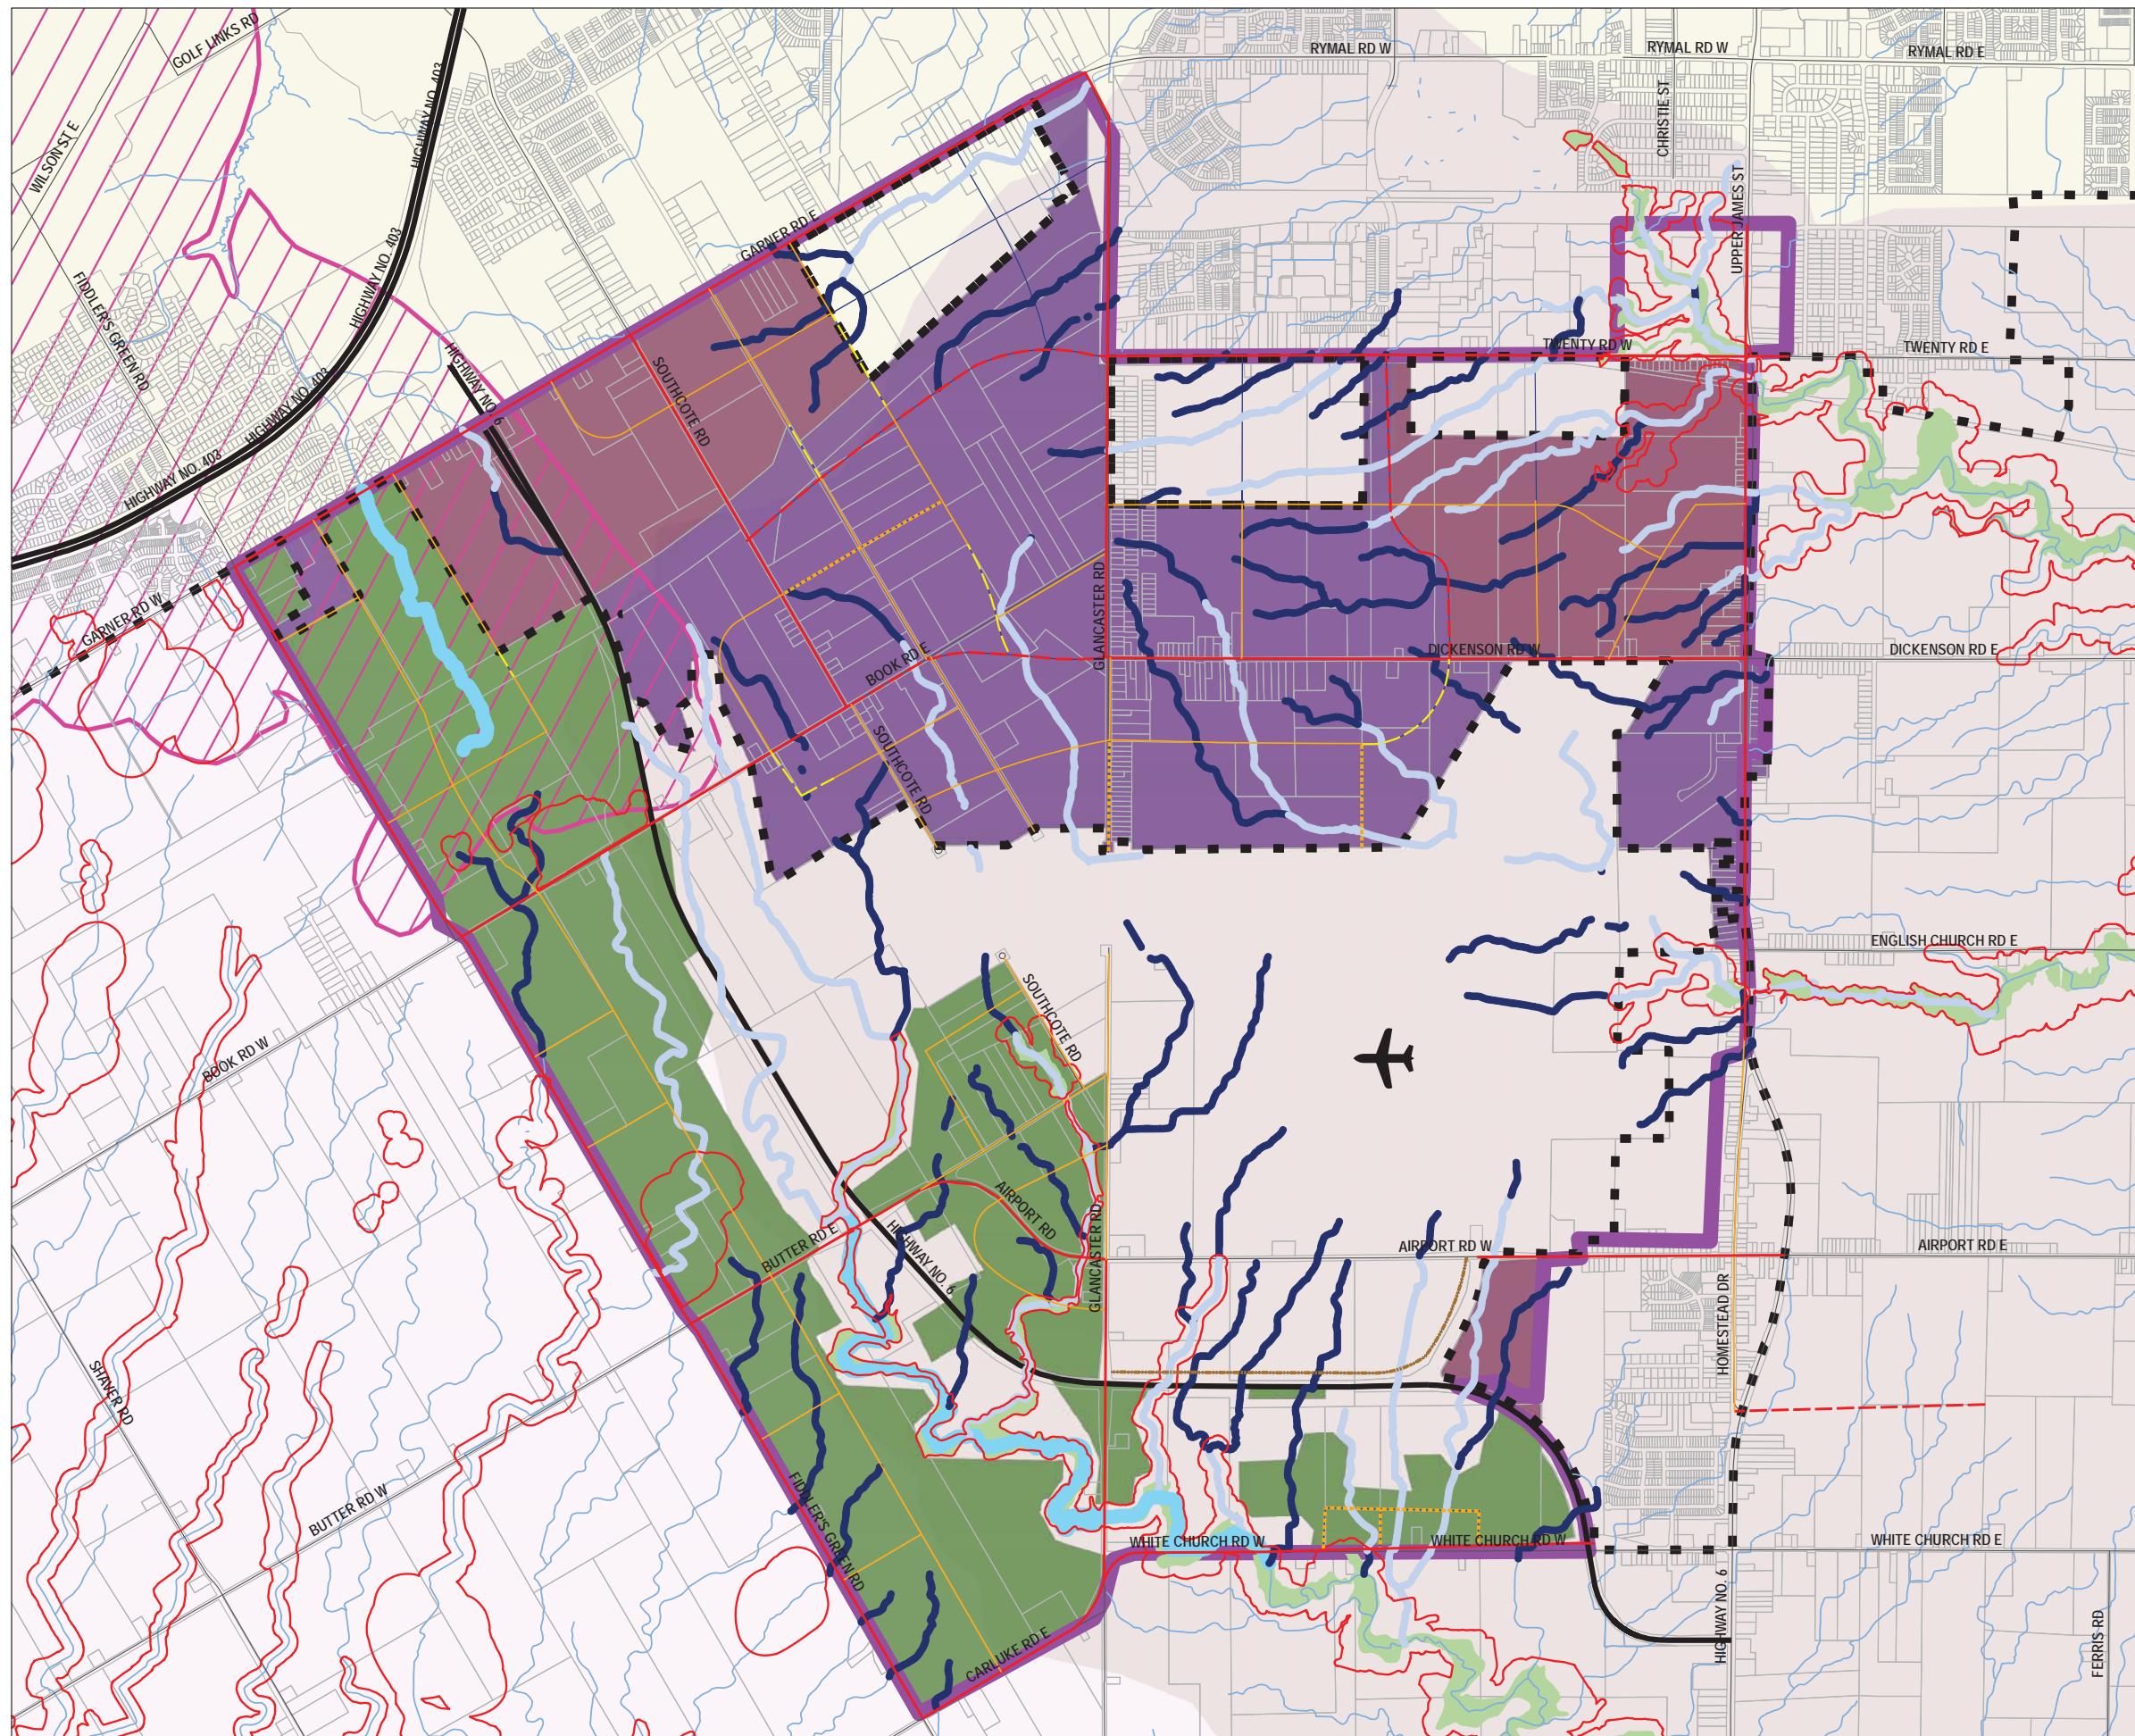 GOLF LINKS RD
RYMAL RD W
RYMAL RD W
RYMAL RD E
WILSON ST E
HIGHWAY NO. 403
CHRISTIE ST
UPPER JAMES ST
GARNER RD E
HIGHWAY NO. 403
FIDDLER'S GREEN RD
HIGHWAY NO. 6
SOUTHCOTE RD
TWENTY RD W
TWENTY RD E
HIGHWAY NO. 403
HIGHWAY NO. 403
GARNER RD W
GLANCASTER RD
BOOK RD E
DICKENSON RD W
DICKENSON RD E
SOUTHCOTE RD
ENGLISH CHURCH RD E
SOUTHCOTE RD
BOOK RD W
AIRPORT RD
GLANCASTER RD
BUTTER RD E
HIGHWAY NO. 6
AIRPORT RD W
AIRPORT RD E
HOMESTEAD DR
SHAVER RD
BUTTER RD W
FIDDLER'S GREEN RD
WHITE CHURCH RD W
WHITE CHURCH RD W
WHITE CHURCH RD E
HIGHWAY NO. 6
CARLUKE RD E
FERRIS RD